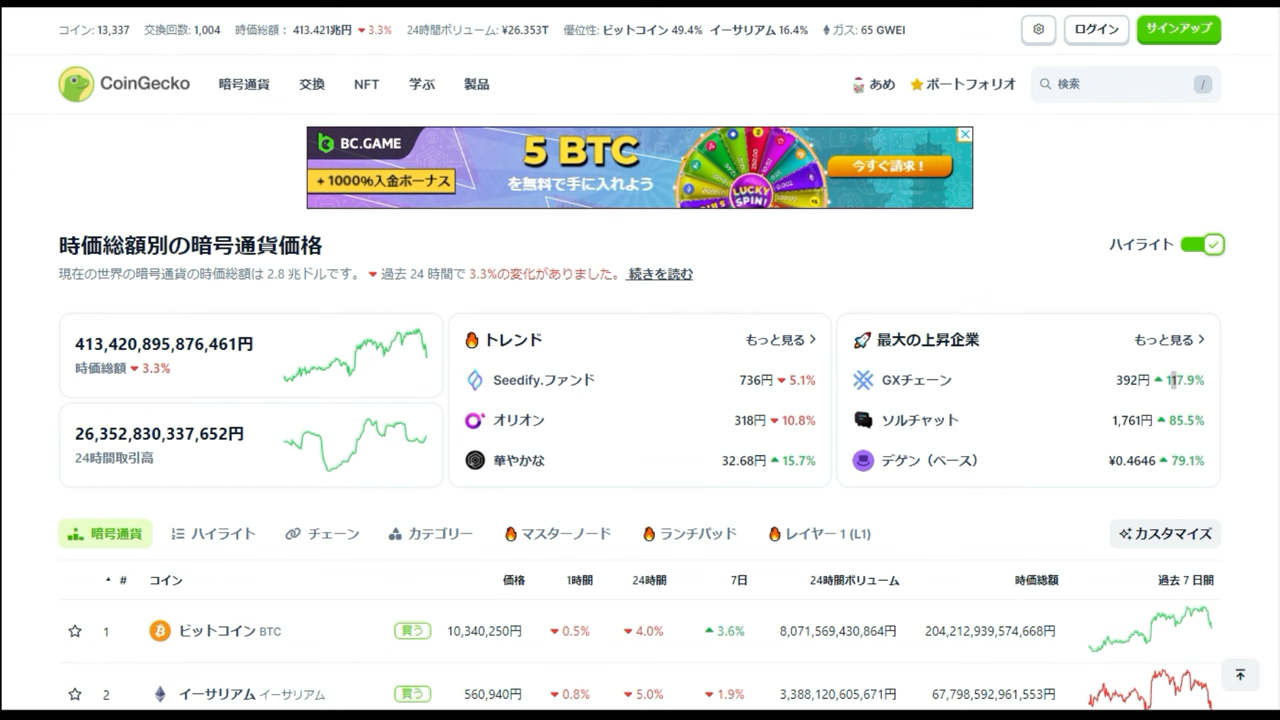 コイン: 13,337 交換回数: 1,004 時価総額： 413.421兆円 3.3% 24時間ボリューム: ¥26.353T 優位性: ビットコイン 49.4% イーサリアム 16.4% ガス: 65 GWEI ログイン サインアップ
CoinGecko 暗号通貨 交換 NFT 学ぶ 製品 あめ ポートフォリオ 検索 /
BC.GAME
+1000%入金ボーナス
5 BTC
を無料で手に入れよう
LUCKY SPIN!
今すぐ請求！
時価総額別の暗号通貨価格 ハイライト
現在の世界の暗号通貨の時価総額は 2.8 兆ドルです。 過去 24 時間で 3.3%の変化がありました。 続きを読む
413,420,895,876,461円
時価総額 3.3%
26,352,830,337,652円
24時間取引高
トレンド もっと見る
Seedify.ファンド 736円 5.1%
オリオン 318円 10.8%
華やかな 32.68円 15.7%
最大の上昇企業 もっと見る
GXチェーン 392円 117.9%
ソルチャット 1,761円 85.5%
デゲン（ベース） ¥0.4646 79.1%
暗号通貨 ハイライト チェーン カテゴリー マスターノード ランチパッド レイヤー 1 (L1) カスタマイズ
# コイン 価格 1時間 24時間 7日 24時間ボリューム 時価総額 過去 7 日間
1 ビットコイン BTC 買う 10,340,250円 0.5% 4.0% 3.6% 8,071,569,430,864円 204,212,939,574,668円
2 イーサリアム イーサリアム 買う 560,940円 0.8% 5.0% 1.9% 3,388,120,605,671円 67,798,592,961,553円